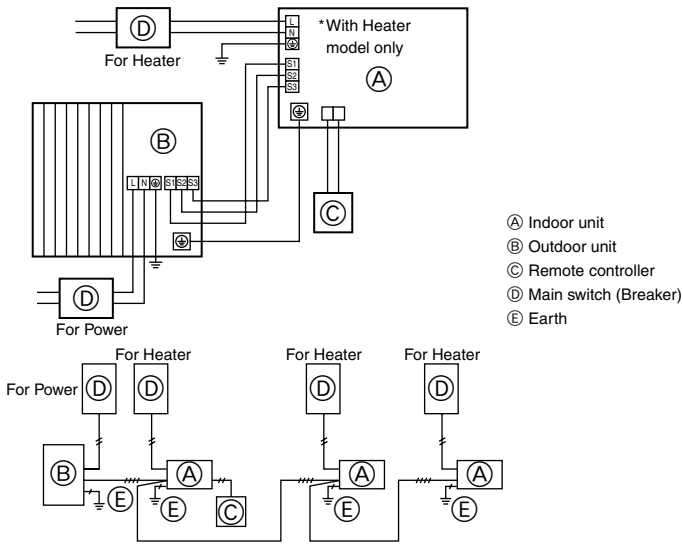 Ⓓ
For Heater
L
N
S1
S2
S3
*With Heater
model only
Ⓐ
Ⓑ
L N S1 S2 S3
Ⓒ
Ⓓ
For Power
Ⓐ Indoor unit
Ⓑ Outdoor unit
Ⓒ Remote controller
Ⓓ Main switch (Breaker)
Ⓔ Earth
For Heater For Heater For Heater
For Power Ⓓ Ⓓ Ⓓ Ⓓ
Ⓑ Ⓐ Ⓐ Ⓐ
Ⓔ Ⓔ Ⓒ Ⓔ Ⓔ